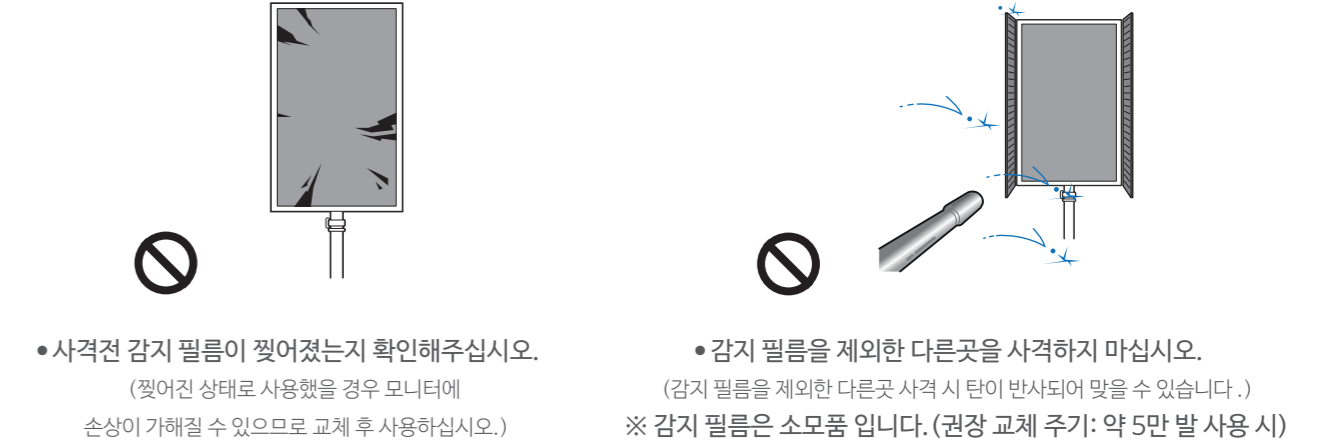 •사격전 감지 필름이 찢어졌는지 확인해주십시오.
(찢어진 상태로 사용했을 경우 모니터에
손상이 가해질 수 있으므로 교체 후 사용하십시오.)
•감지 필름을 제외한 다른곳을 사격하지 마십시오.
(감지 필름을 제외한 다른곳 사격 시 탄이 반사되어 맞을 수 있습니다 .)
※ 감지 필름은 소모품 입니다. (권장 교체 주기: 약 5만 발 사용 시)